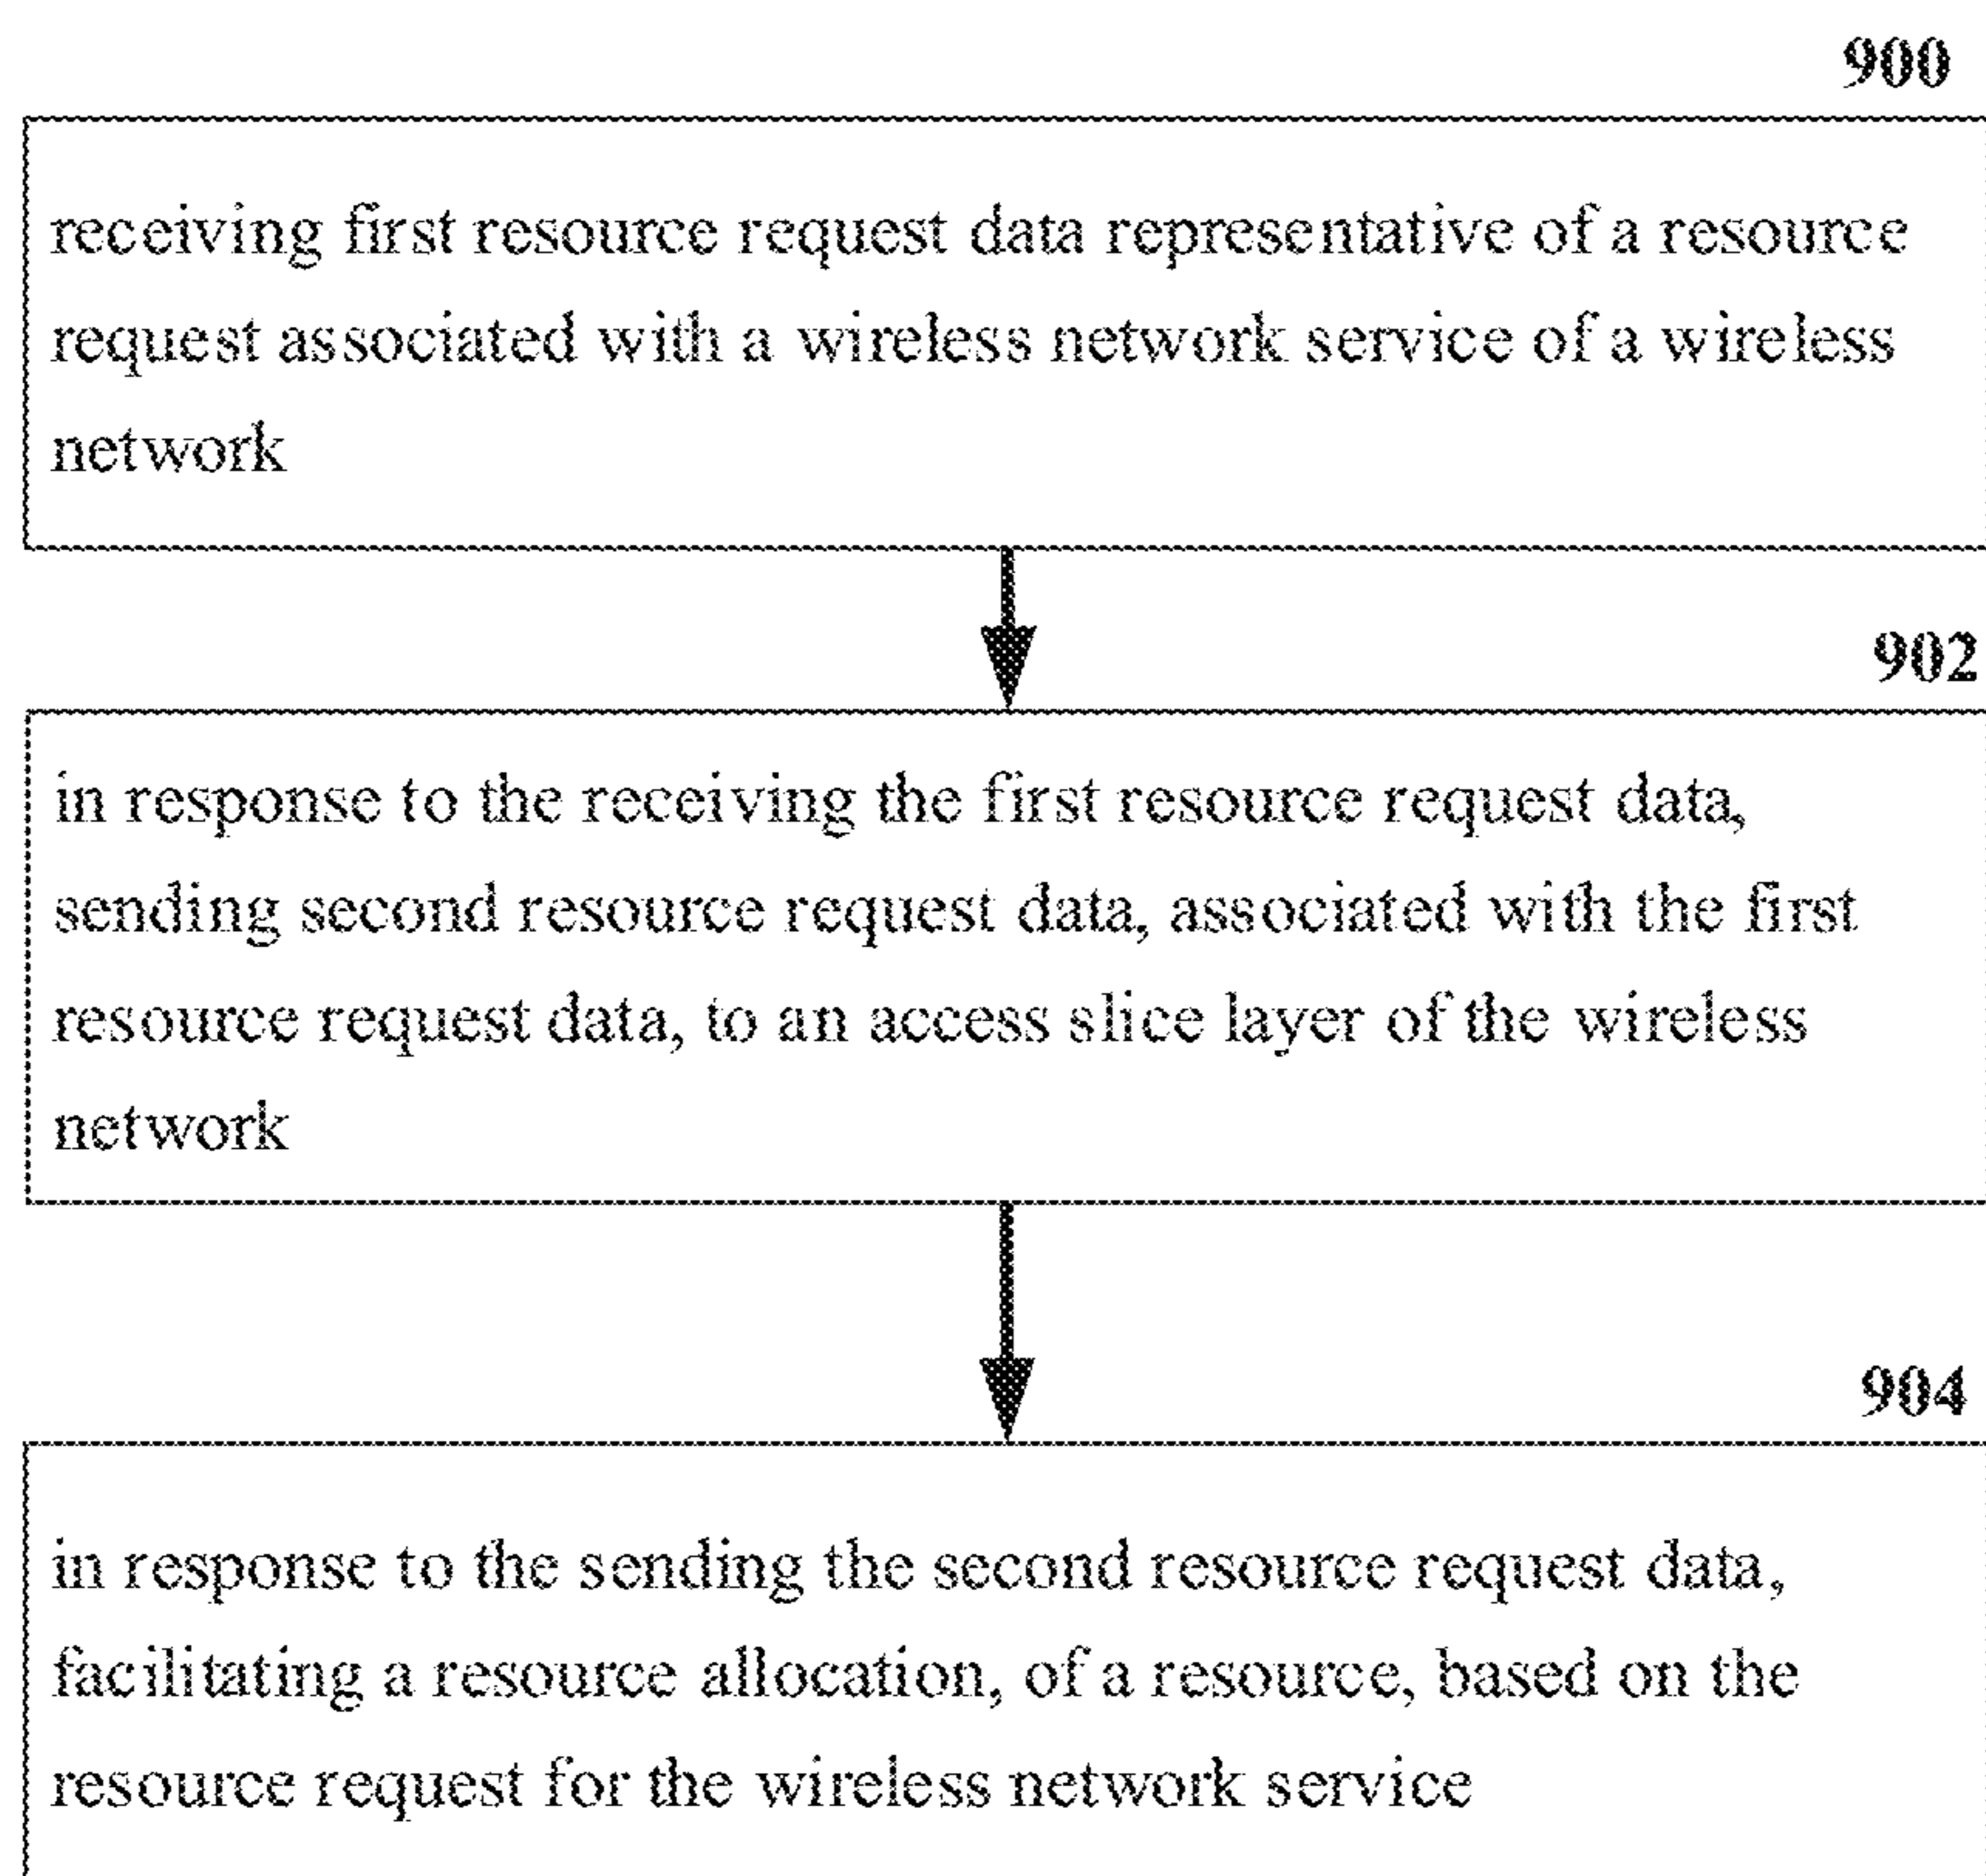 900
receiving first resource request data representative of a resource
request associated with a wireless network service of a wireless
network
902
in response to the receiving the first resource request data,
sending second resource request data, associated with the first
resource request data, to an access slice layer of the wireless
network
904
in response to the sending the second resource request data,
facilitating a resource allocation, of a resource, based on the
resource request for the wireless network service